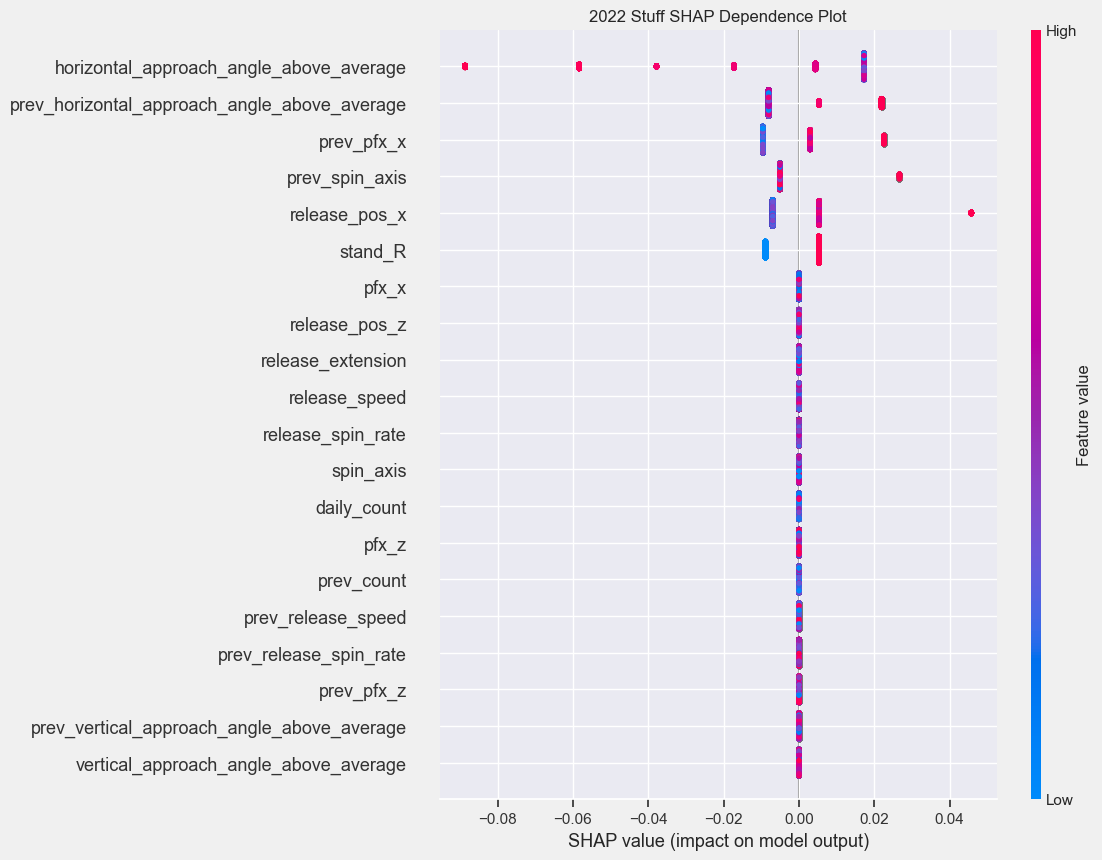 2022 Stuff SHAP Dependence Plot
High
horizontal_approach_angle_above_average
prev_horizontal_approach_angle_above_average
prev_pfx_x
prev_spin_axis
release_pos_x
stand_R
pfx_x
release_pos_z
release_extension
release_speed
release_spin_rate
spin_axis
daily_count
pfx_z
prev_count
prev_release_speed
prev_release_spin_rate
prev_pfx_z
prev_vertical_approach_angle_above_average
vertical_approach_angle_above_average
Feature value
Low
−0.08 −0.06 −0.04 −0.02 0.00 0.02 0.04
SHAP value (impact on model output)